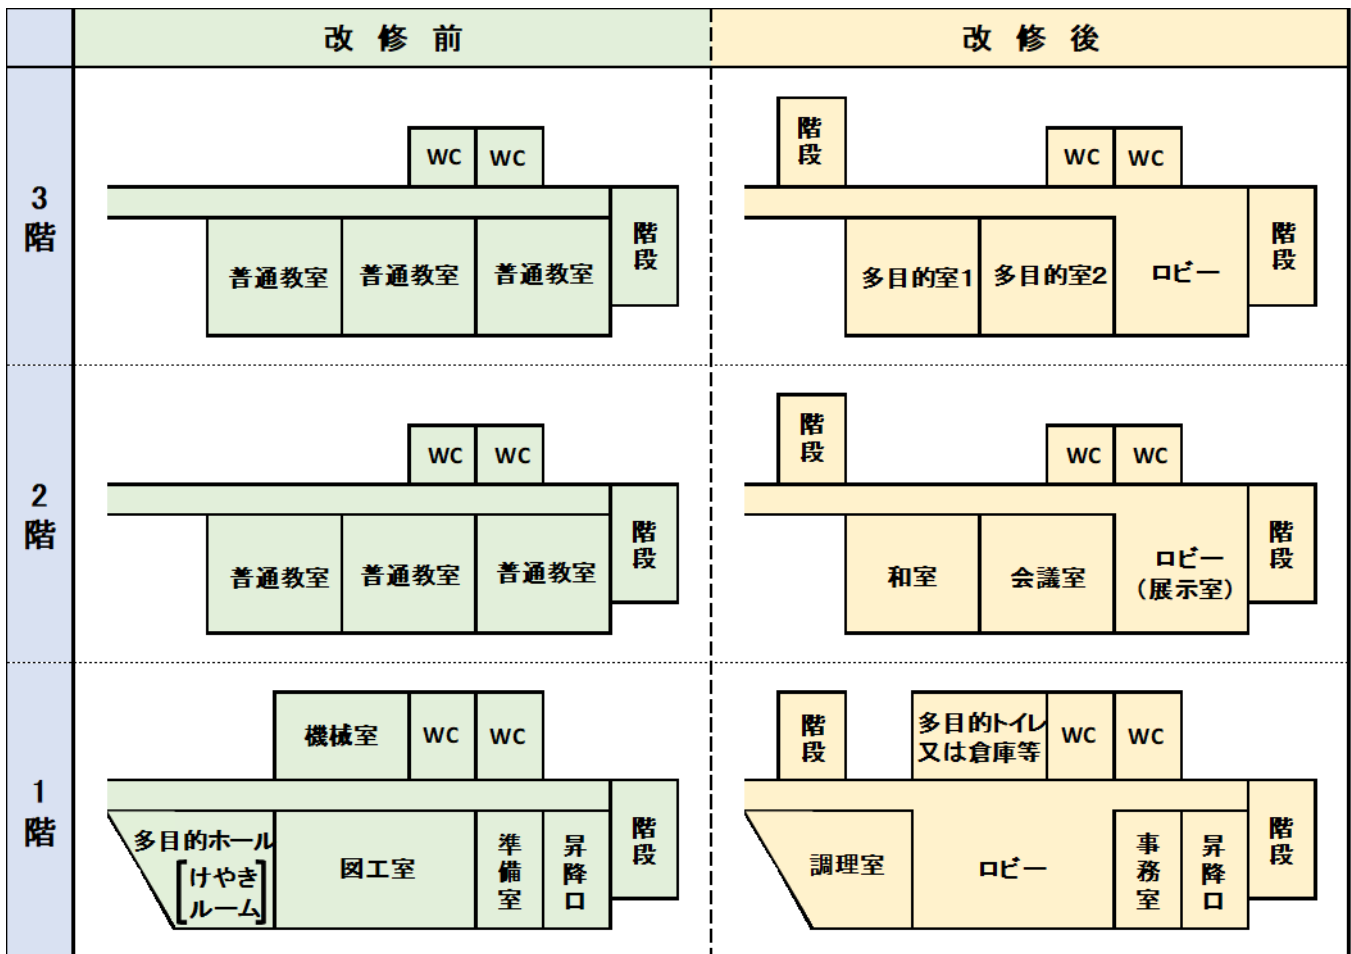 改修前
改修後
3階
WC
WC
普通教室
普通教室
普通教室
階段
階段
WC
WC
多目的室1
多目的室2
ロビー
階段
2階
WC
WC
普通教室
普通教室
普通教室
階段
階段
WC
WC
和室
会議室
ロビー
（展示室）
階段
1階
機械室
WC
WC
多目的ホール
[けやき
ルーム]
図工室
準備室
昇降口
階段
階段
多目的トイレ
又は倉庫等
WC
WC
調理室
ロビー
事務室
昇降口
階段